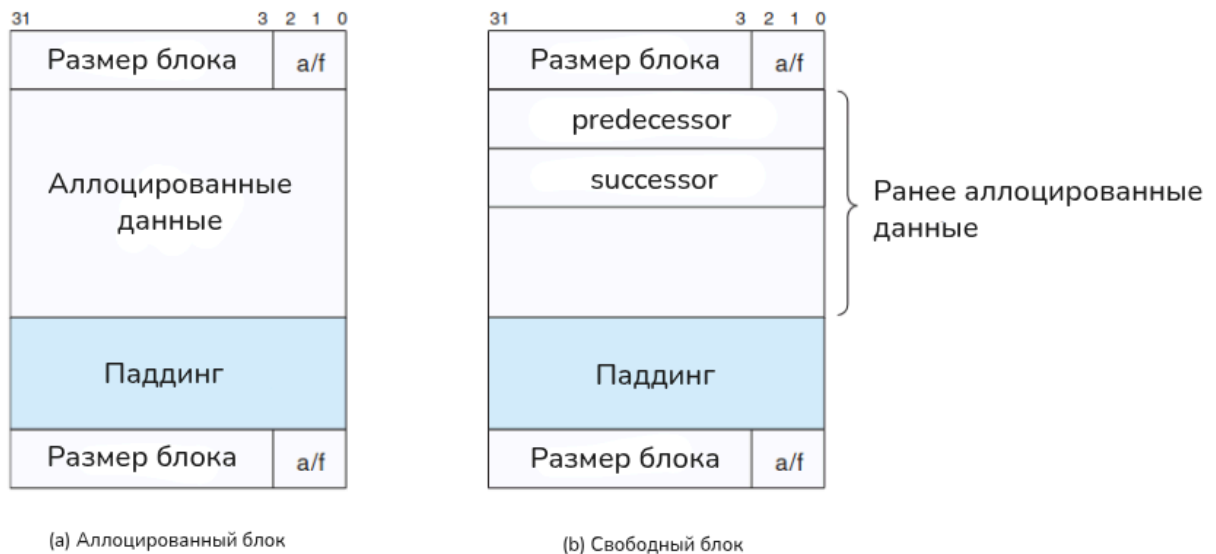 31 3 2 1 0
Размер блока a/f
Аллоцированные
данные
Паддинг
Размер блока a/f
(a) Аллоцированный блок
31 3 2 1 0
Размер блока a/f
predecessor
successor
Ранее аллоцированные
данные
Паддинг
Размер блока a/f
(b) Свободный блок